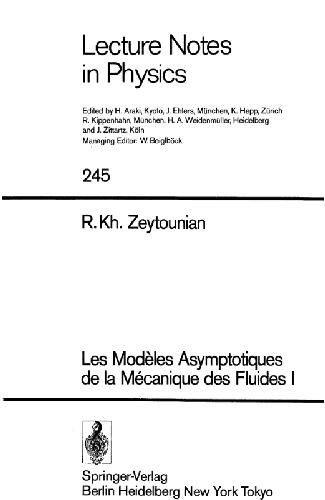 Lecture Notes
in Physics
Edited by H. Araki, Kyoto, J. Ehlers, München, K. Hepp, Zürich
R. Kippenhahn, München, H. A. Weidenmüller, Heidelberg
and J. Zittartz, Köln
Managing Editor: W. Beiglböck
245
R. Kh. Zeytounian
Les Modèles Asymptotiques
de la Mécanique des Fluides I
Springer-Verlag
Berlin Heidelberg New York Tokyo